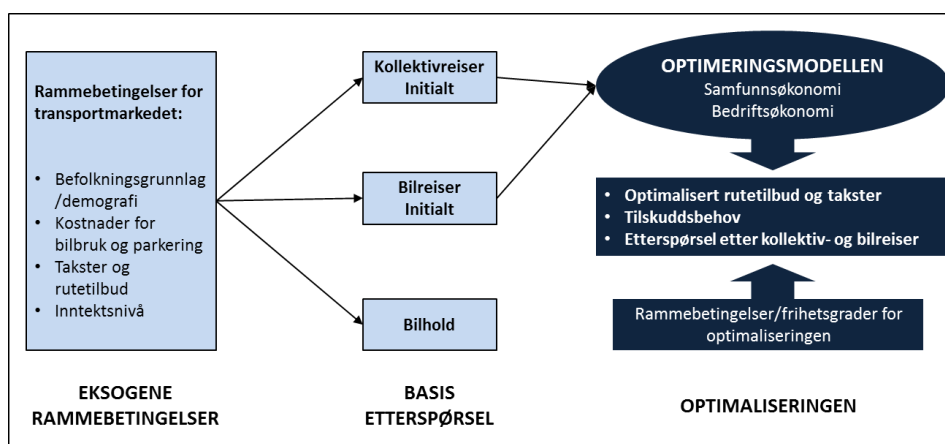 Rammebetingelser for
transportmarkedet:
• Befolkningsgrunnlag
/demografi
• Kostnader for
bilbruk og parkering
• Takster og
rutetilbud
• Inntektsnivå
EKSOGENE
RAMMEBETINGELSER
Kollektivreiser
Initialt
Bilreiser
Initialt
Bilhold
BASIS
ETTERSPØRSEL
OPTIMERINGSMODELLEN
Samfunnsøkonomi
Bedriftsøkonomi
• Optimalisert rutetilbud og takster
• Tilskuddsbehov
• Etterspørsel etter kollektiv- og bilreiser
Rammebetingelser/frihetsgrader for
optimaliseringen
OPTIMALISERINGEN